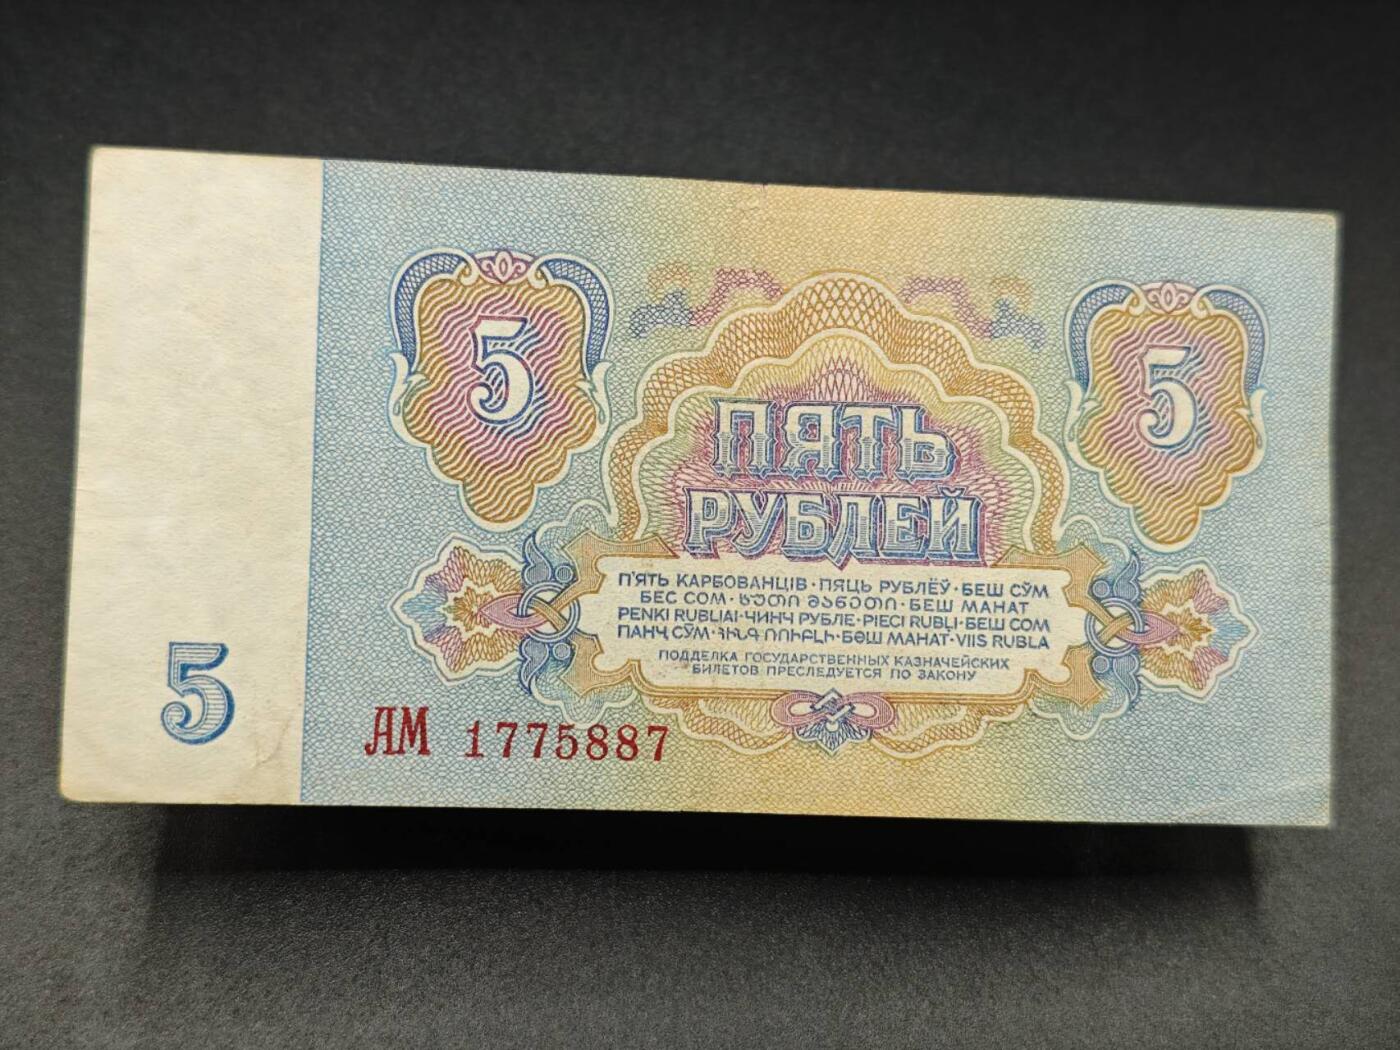 5
5
ПЯТЬ
РУБЛЕЙ
П'ЯТЬ КАРБОВАНЦІВ · ПЯЦЬ РУБЛЁЎ · БЕШ СЎМ
БЕС СОМ · ᲮᲣᲗᲘ ᲛᲐᲜᲔᲗᲘ · БЕШ МАНАТ
PENKI RUBLIAI · ЧИНЧ РУБЛЕ · PIECI RUBĻI · БЕШ СОМ
ПАНҶ СЎМ · ՀԻՆԳ ՌՈՒԲԼԻ · БӘШ МАНАТ · VIIS RUBLA
ПОДДЕЛКА ГОСУДАРСТВЕННЫХ КАЗНАЧЕЙСКИХ
БИЛЕТОВ ПРЕСЛЕДУЕТСЯ ПО ЗАКОНУ
5
АМ 1775887